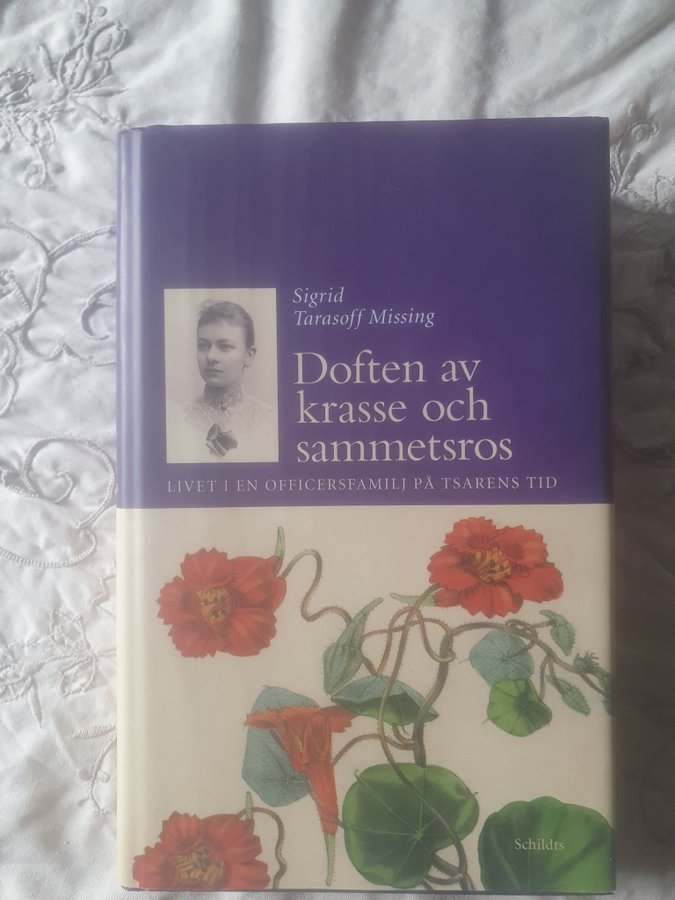 Sigrid
Tarasoff Missing
Doften av
krasse och
sammetsros
LIVET I EN OFFICERSFAMILJ PÅ TSARENS TID
Schildts